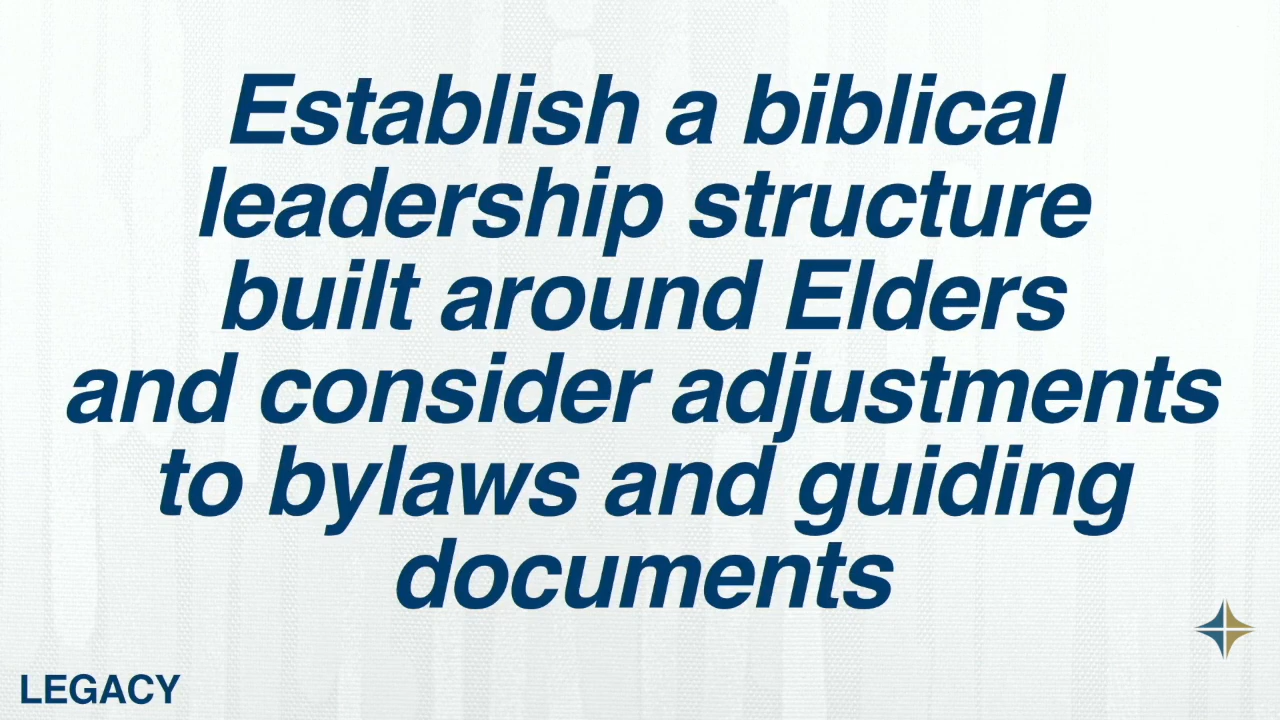 Establish a biblical
leadership structure
built around Elders
and consider adjustments
to bylaws and guiding
documents
LEGACY